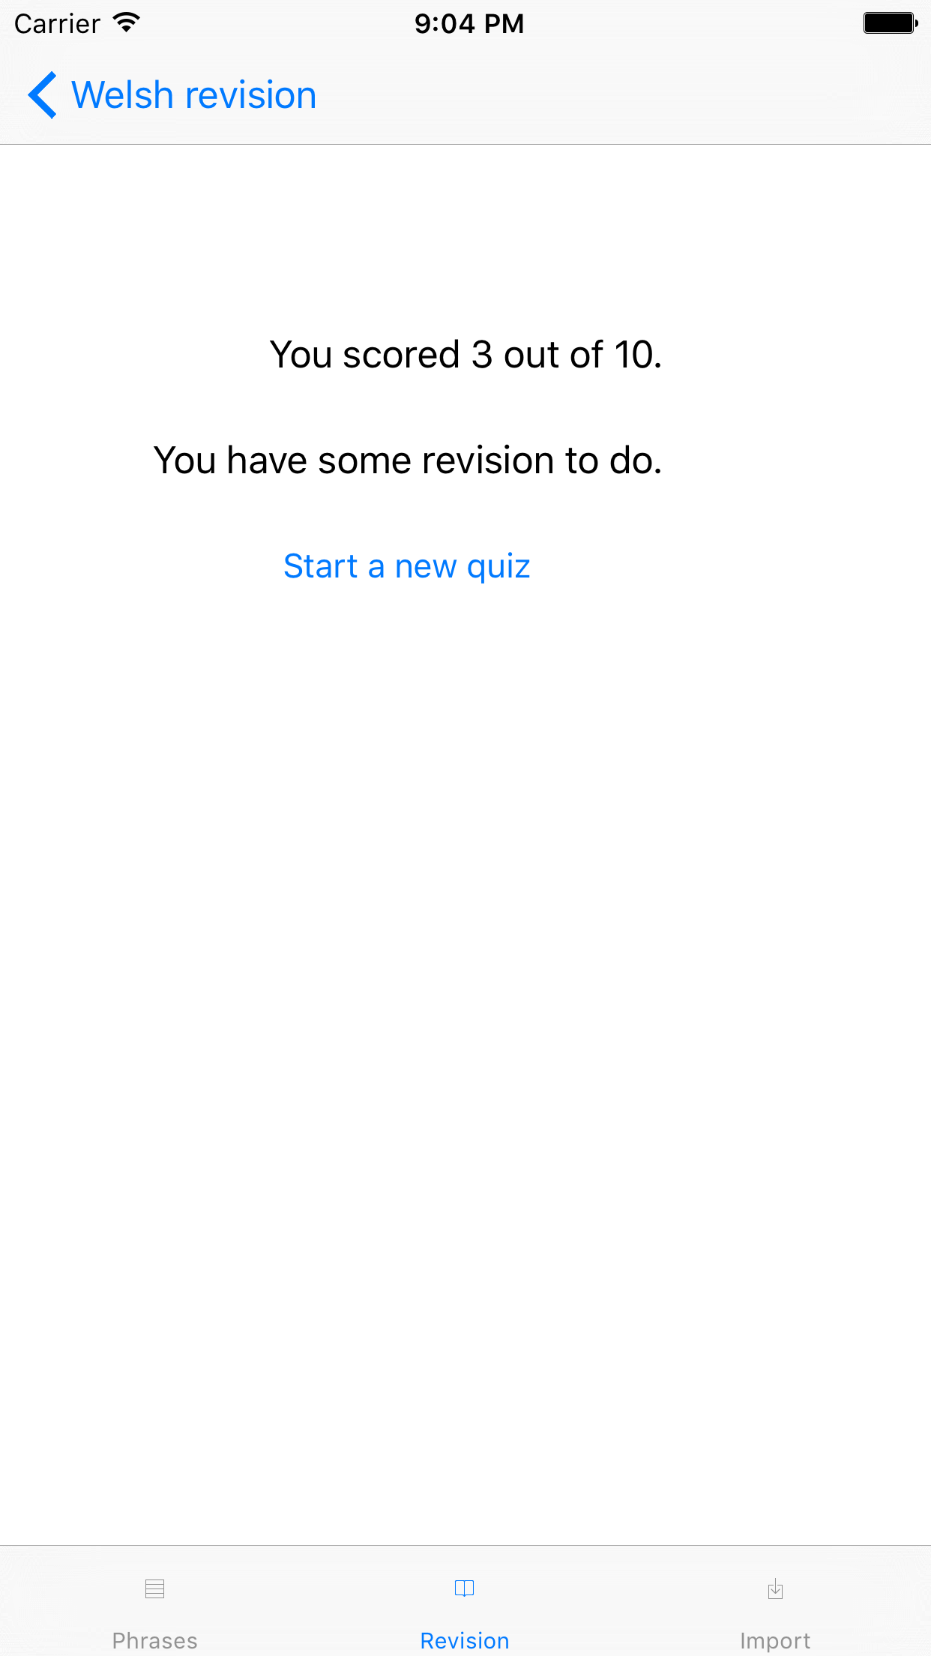 Carrier 9:04 PM
Welsh revision
You scored 3 out of 10.
You have some revision to do.
Start a new quiz
Phrases Revision Import